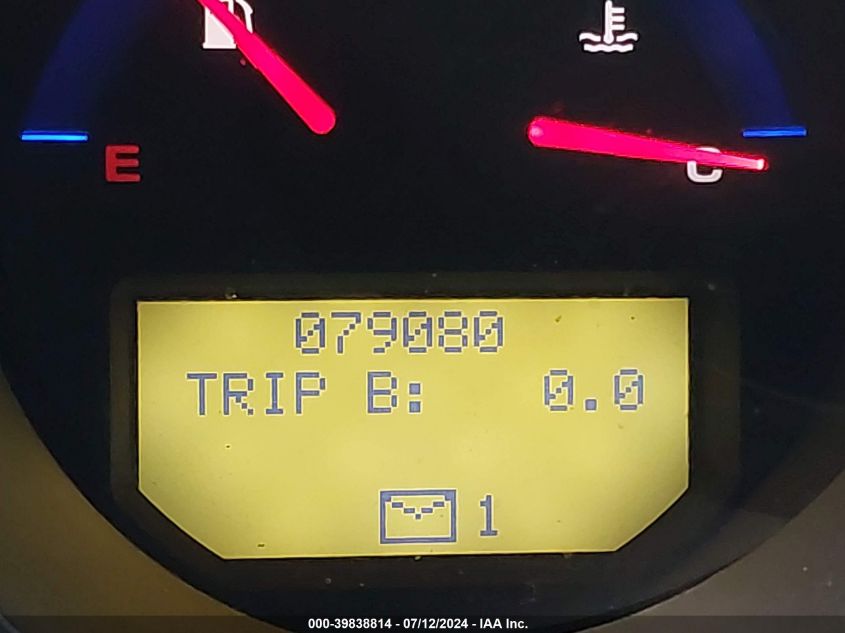 E C
079080
TRIP B: 0.0
1
000-39838814 - 07/12/2024 - IAA Inc.